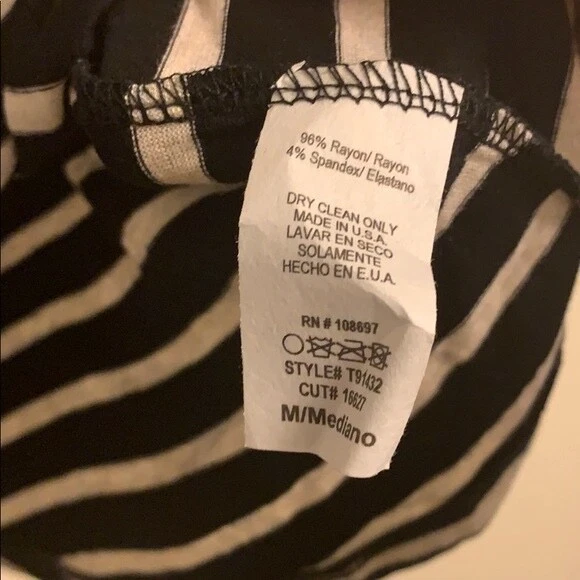 96% Rayon/ Rayon
4% Spandex/ Elastano
DRY CLEAN ONLY
MADE IN U.S.A.
LAVAR EN SECO
SOLAMENTE
HECHO EN E.U.A.
RN # 108697
STYLE# T91432
CUT# 16627
M/Mediano